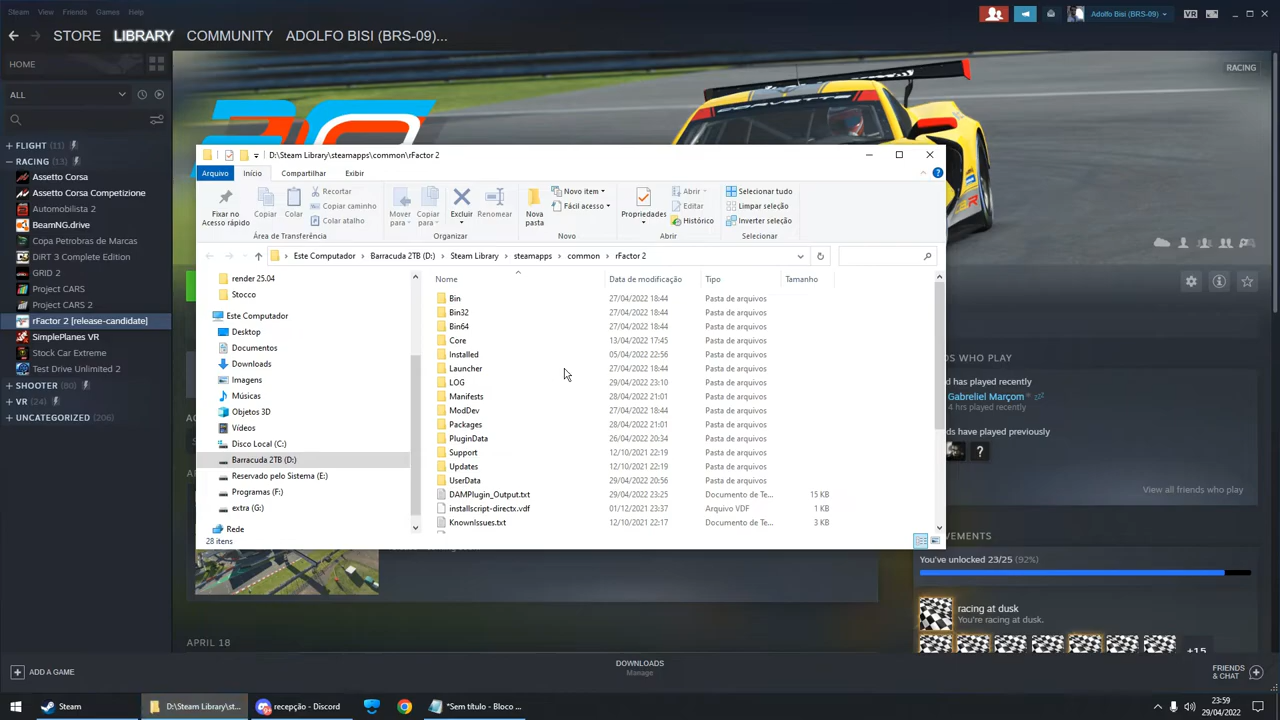 Steam View Friends Games Help
Adolfo Bisi (BRS-09)
VR
STORE LIBRARY COMMUNITY ADOLFO BISI (BRS-09)...
HOME
RACING
ALL
FLIGHT (11)
RACING (13)
Assetto Corsa
Assetto Corsa Competizione
Automobilista 2
BeamNG.drive
Copa Petrobras de Marcas
DiRT 3 Complete Edition
GRID 2
Project CARS
Project CARS 2
rFactor 2 [release-candidate]
SimplePlanes VR
Stock Car Extreme
Test Drive Unlimited 2
SHOOTER (80)
VR (24)
UNCATEGORIZED (206)
D:\Steam Library\steamapps\common\rFactor 2
Arquivo Início Compartilhar Exibir
Fixar no Acesso rápido
Copiar
Colar
Recortar
Copiar caminho
Colar atalho
Área de Transferência
Mover para
Copiar para
Excluir
Renomear
Organizar
Nova pasta
Novo item
Fácil acesso
Novo
Propriedades
Abrir
Editar
Histórico
Abrir
Selecionar tudo
Limpar seleção
Inverter seleção
Selecionar
Este Computador Barracuda 2TB (D:) Steam Library steamapps common rFactor 2
render 25.04
Stocco
Este Computador
Desktop
Documentos
Downloads
Imagens
Músicas
Objetos 3D
Vídeos
Disco Local (C:)
Barracuda 2TB (D:)
Reservado pelo Sistema (E:)
Programas (F:)
extra (G:)
Rede
28 itens
Nome Data de modificação Tipo Tamanho
Bin 27/04/2022 18:44 Pasta de arquivos
Bin32 27/04/2022 18:44 Pasta de arquivos
Bin64 27/04/2022 18:44 Pasta de arquivos
Core 13/04/2022 17:45 Pasta de arquivos
Installed 05/04/2022 22:56 Pasta de arquivos
Launcher 27/04/2022 18:44 Pasta de arquivos
LOG 29/04/2022 23:10 Pasta de arquivos
Manifests 28/04/2022 21:01 Pasta de arquivos
ModDev 27/04/2022 18:44 Pasta de arquivos
Packages 28/04/2022 21:01 Pasta de arquivos
PluginData 26/04/2022 20:34 Pasta de arquivos
Support 12/10/2021 22:19 Pasta de arquivos
Updates 12/10/2021 22:19 Pasta de arquivos
UserData 29/04/2022 20:56 Pasta de arquivos
DAMPlugin_Output.txt 29/04/2022 23:25 Documento de Te... 15 KB
installscript-directx.vdf 01/12/2021 23:37 Arquivo VDF 1 KB
KnownIssues.txt 12/10/2021 22:17 Documento de Te... 3 KB
DS WHO PLAY
d has played recently
Gabreliel Marçom
4 hrs played recently
ds have played previously
?
View all friends who play
VEMENTS
You've unlocked 23/25 (92%)
racing at dusk
You're racing at dusk.
+15
APRIL 18
ADD A GAME
DOWNLOADS
Manage
FRIENDS
& CHAT
Steam
D:\Steam Library\st...
recepção - Discord
*Sem título - Bloco ...
23:59
29/04/2022